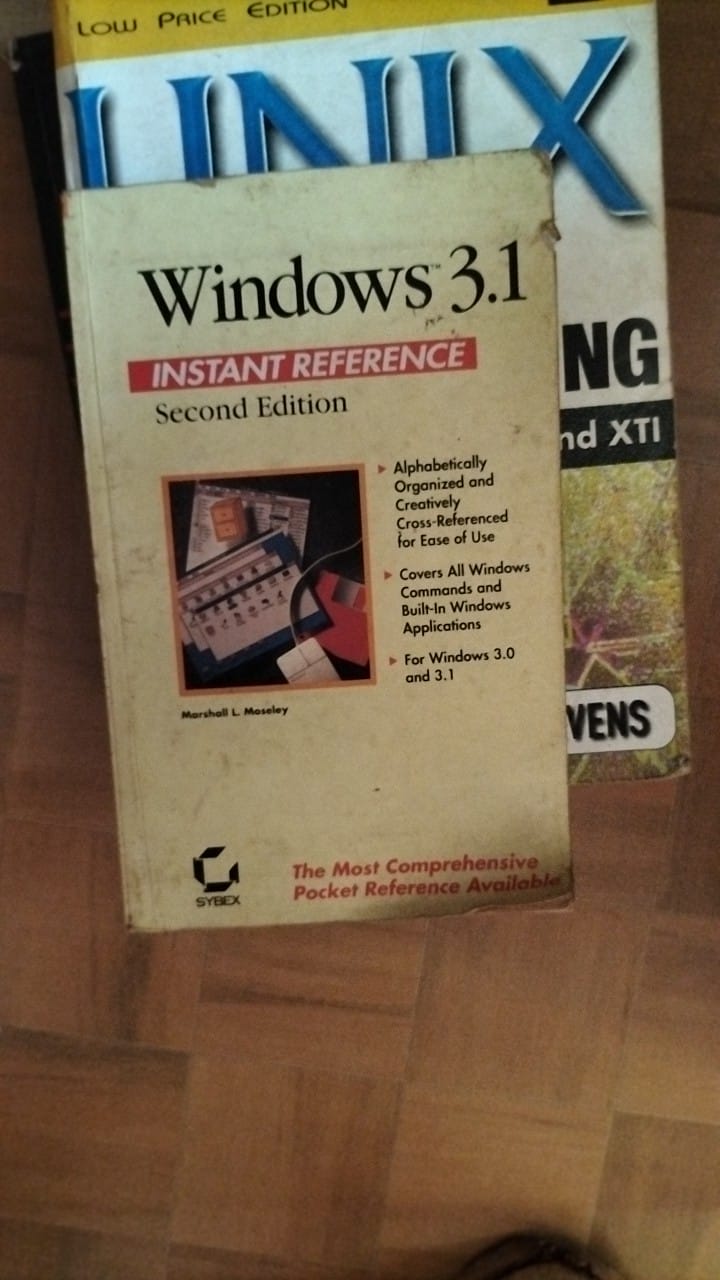 LOW PRICE EDITION
UNIX
Windows™ 3.1
INSTANT REFERENCE
Second Edition
NG
nd XTI
▸ Alphabetically
Organized and
Creatively
Cross-Referenced
for Ease of Use
▸ Covers All Windows
Commands and
Built-In Windows
Applications
▸ For Windows 3.0
and 3.1
Marshall L. Moseley
VENS
SYBEX
The Most Comprehensive
Pocket Reference Available